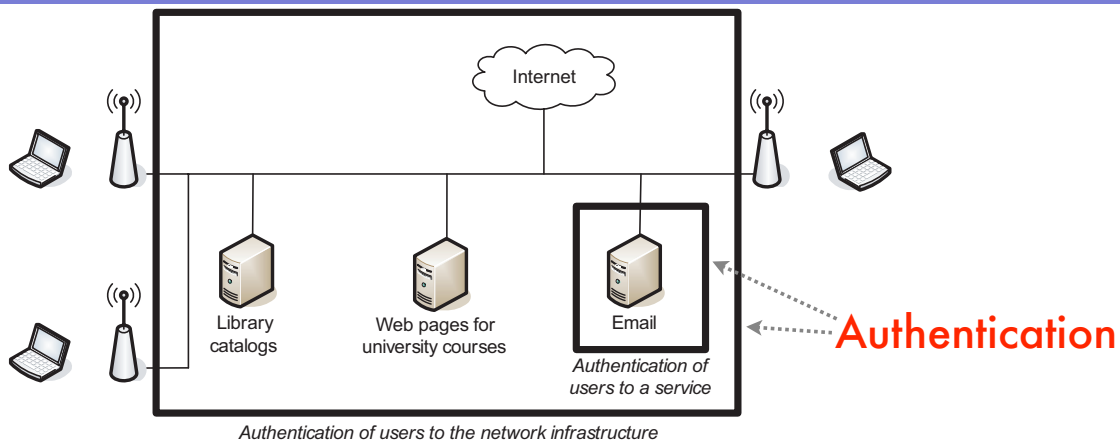 Internet
Library
catalogs
Web pages for
university courses
Email
Authentication
Authentication of
users to a service
Authentication of users to the network infrastructure